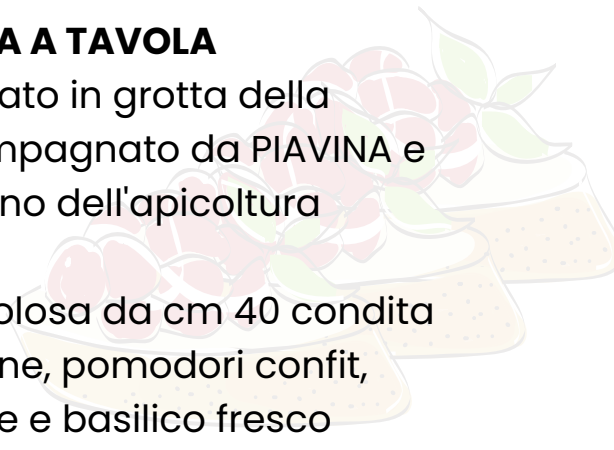 A A TAVOLA
ato in grotta della
mpagnato da PIAVINA e
no dell'apicoltura
olosa da cm 40 condita
ne, pomodori confit,
e e basilico fresco